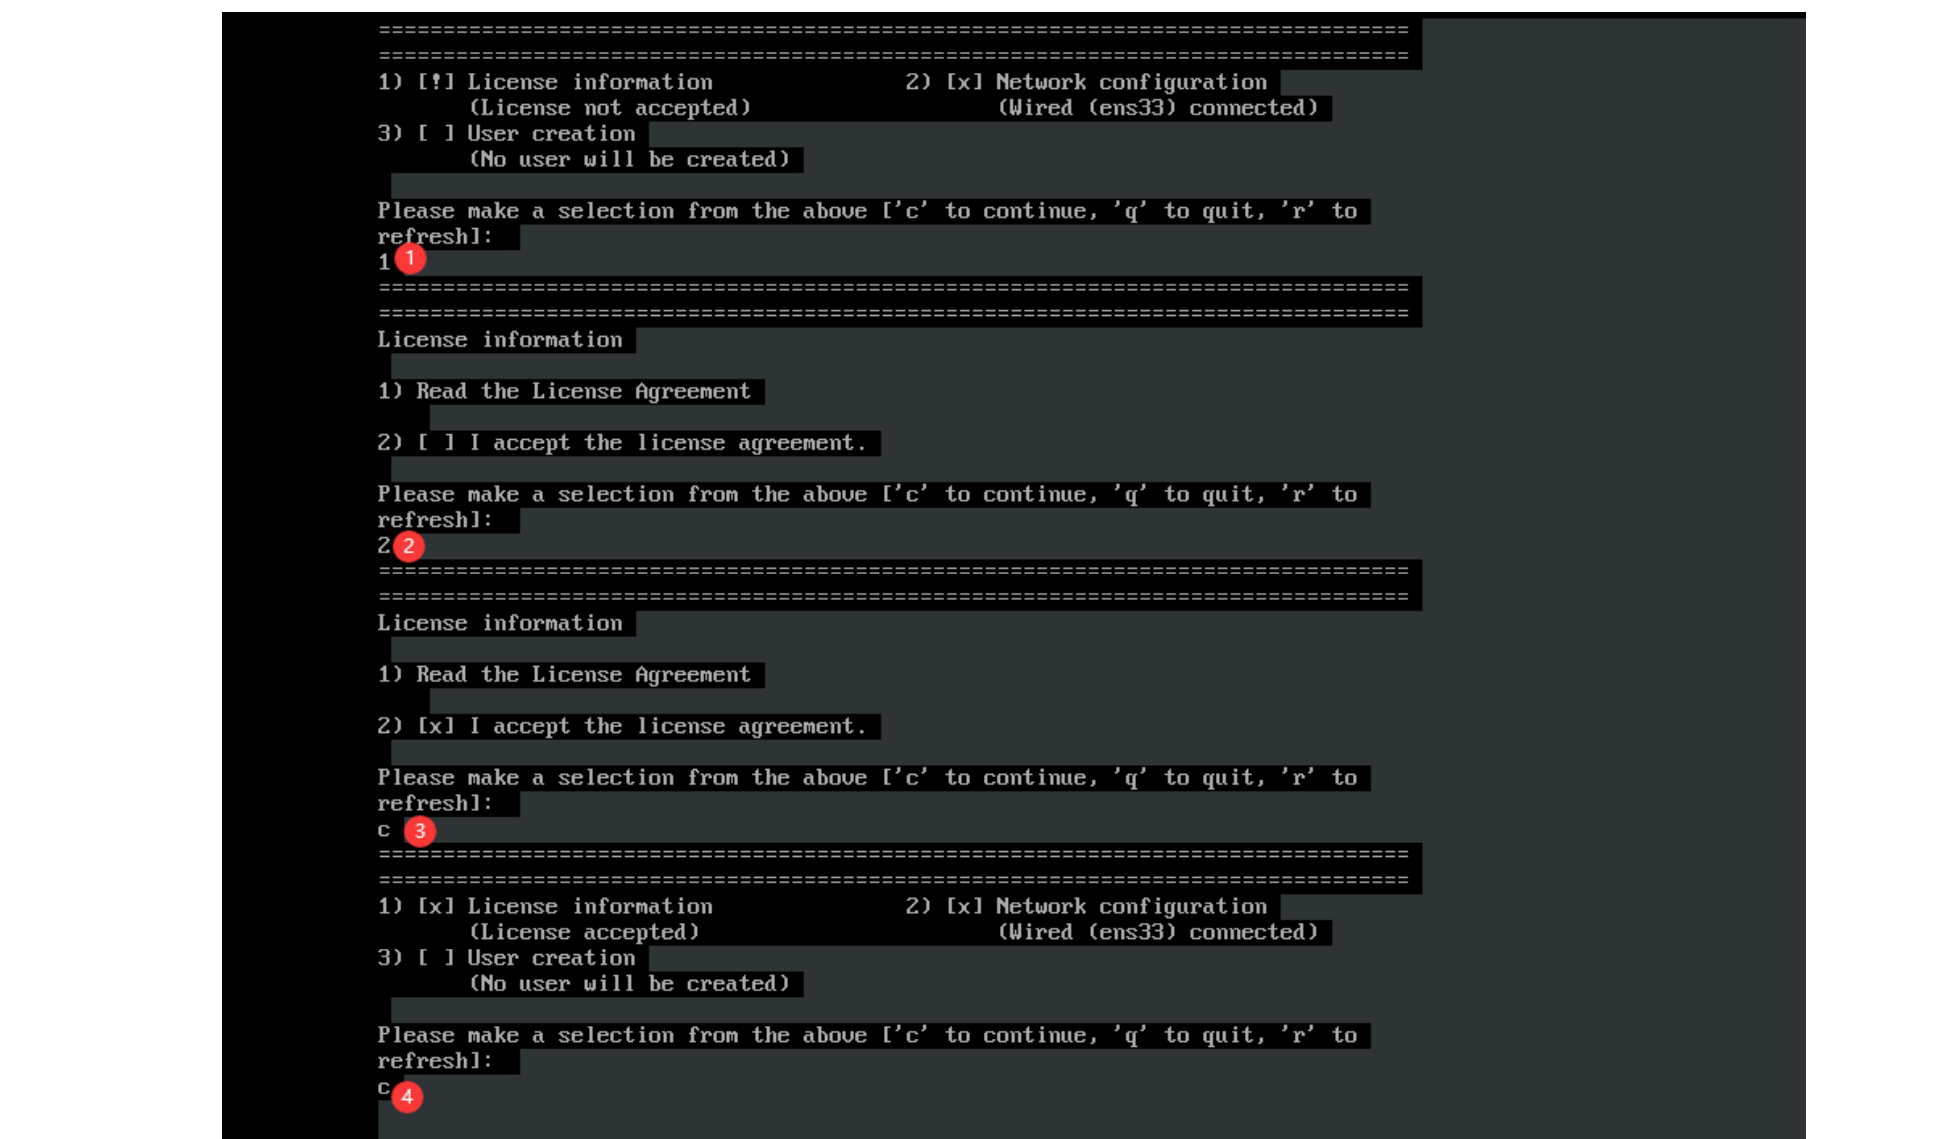 ================================================================================
================================================================================
1) [!] License information               2) [x] Network configuration
       (License not accepted)                   (Wired (ens33) connected)
3) [ ] User creation
       (No user will be created)
Please make a selection from the above ['c' to continue, 'q' to quit, 'r' to
refresh]:
1 1
================================================================================
================================================================================
License information
1) Read the License Agreement
2) [ ] I accept the license agreement.
Please make a selection from the above ['c' to continue, 'q' to quit, 'r' to
refresh]:
2 2
================================================================================
================================================================================
License information
1) Read the License Agreement
2) [x] I accept the license agreement.
Please make a selection from the above ['c' to continue, 'q' to quit, 'r' to
refresh]:
c 3
================================================================================
================================================================================
1) [x] License information               2) [x] Network configuration
       (License accepted)                       (Wired (ens33) connected)
3) [ ] User creation
       (No user will be created)
Please make a selection from the above ['c' to continue, 'q' to quit, 'r' to
refresh]:
c 4